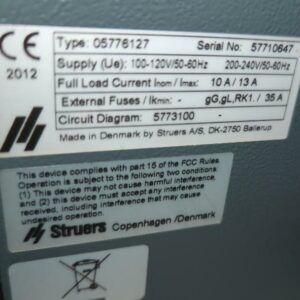 CE
2012
Type: 05776127 Serial No: 57710647
Supply (Ue): 100-120V/50-60Hz 200-240V/50-60Hz
Full Load Current Inom / Imax: 10 A / 13 A
External Fuses / Ikmin: - gG.gL,RK1. / 35 A
Circuit Diagram: 5773100 -
Made in Denmark by Struers A/S, DK-2750 Ballerup
This device complies with part 15 of the FCC Rules.
Operation is subject to the following two conditions:
(1) This device may not cause harmful interference,
and (2) this device must accept any interference
received, including interference that may cause
undesired operation.
Struers Copenhagen /Denmark